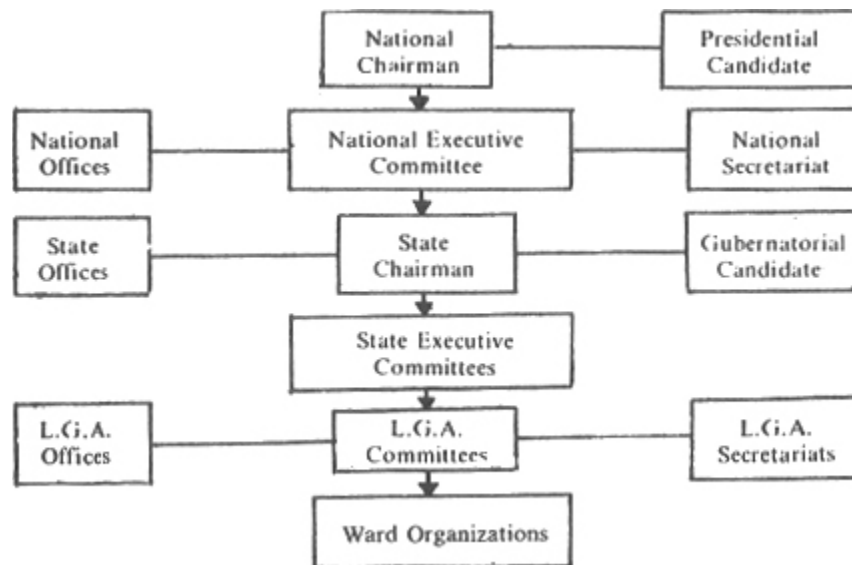 National
Chairman
Presidential
Candidate
National
Offices
National Executive
Committee
National
Secretariat
State
Offices
State
Chairman
Gubernatorial
Candidate
State Executive
Committees
L.G.A.
Offices
L.G.A.
Committees
L.G.A.
Secretariats
Ward Organizations